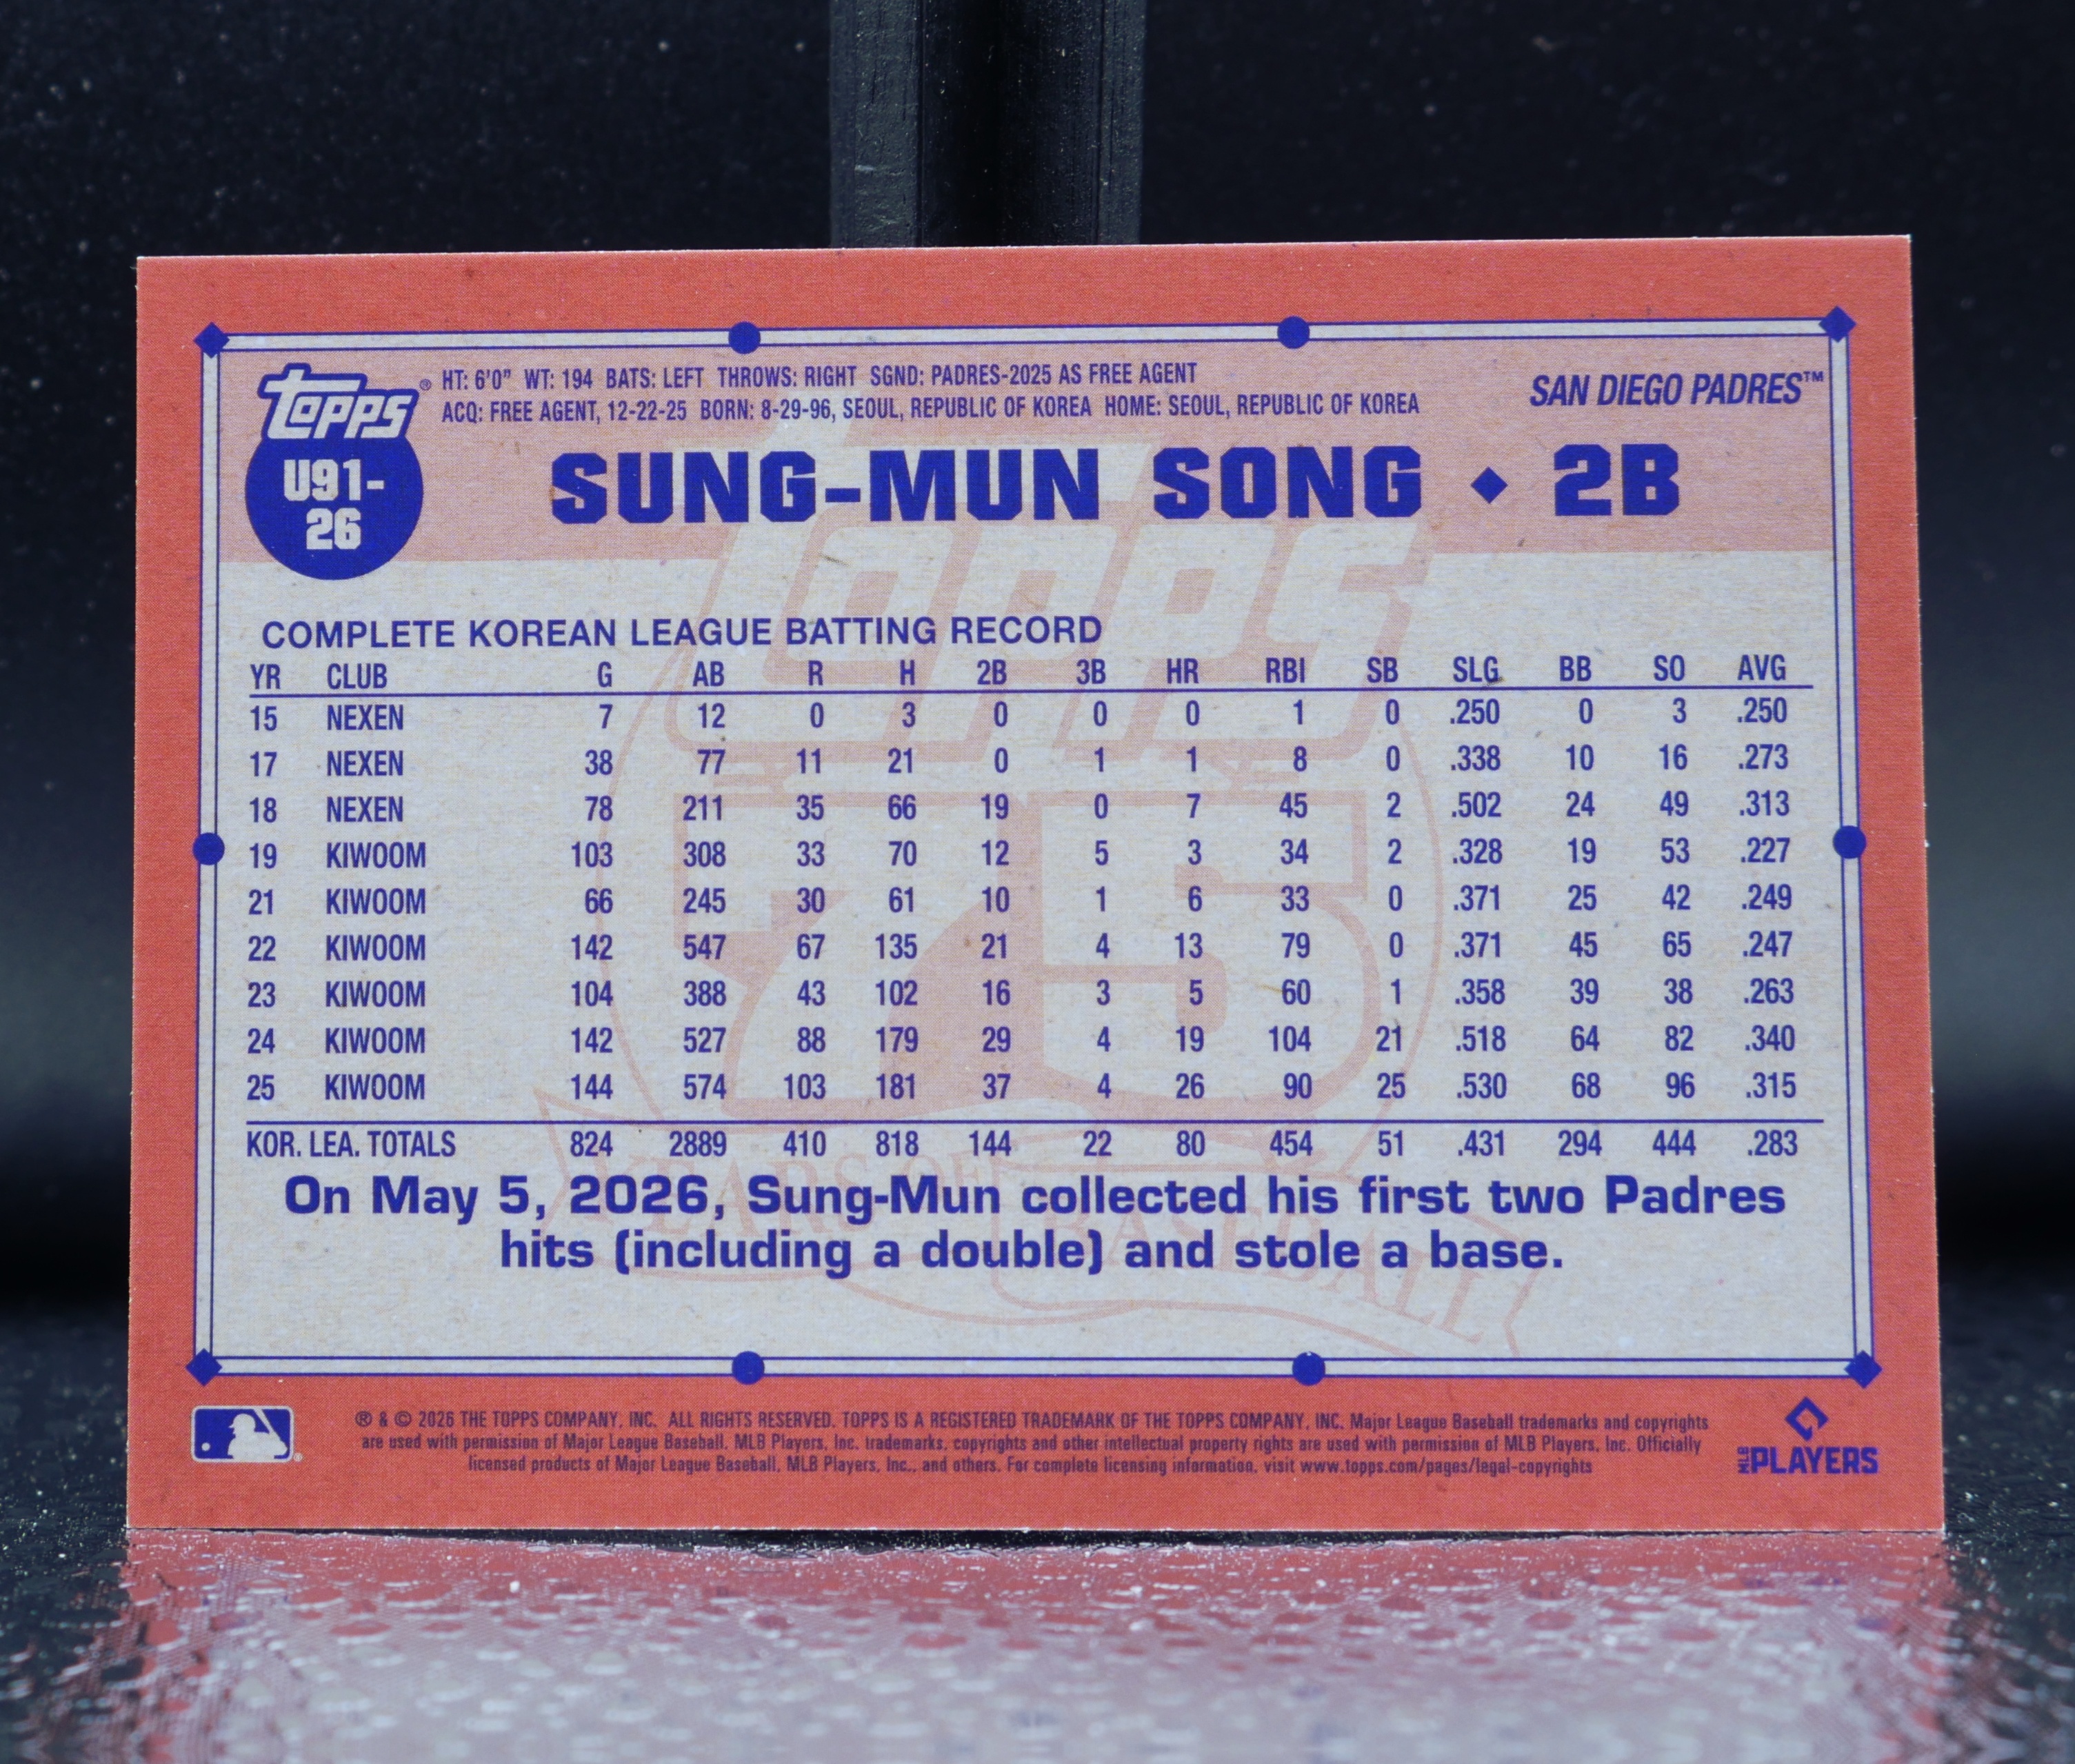 Topps® HT: 6'0" WT: 194 BATS: LEFT THROWS: RIGHT SGND: PADRES-2025 AS FREE AGENT
ACQ: FREE AGENT, 12-22-25 BORN: 8-29-96, SEOUL, REPUBLIC OF KOREA HOME: SEOUL, REPUBLIC OF KOREA
SAN DIEGO PADRES™
U91-
26
SUNG-MUN SONG ♦ 2B
Topps
75
YEARS OF BASEBALL
COMPLETE KOREAN LEAGUE BATTING RECORD
YR CLUB G AB R H 2B 3B HR RBI SB SLG BB SO AVG
15 NEXEN 7 12 0 3 0 0 0 1 0 .250 0 3 .250
17 NEXEN 38 77 11 21 0 1 1 8 0 .338 10 16 .273
18 NEXEN 78 211 35 66 19 0 7 45 2 .502 24 49 .313
19 KIWOOM 103 308 33 70 12 5 3 34 2 .328 19 53 .227
21 KIWOOM 66 245 30 61 10 1 6 33 0 .371 25 42 .249
22 KIWOOM 142 547 67 135 21 4 13 79 0 .371 45 65 .247
23 KIWOOM 104 388 43 102 16 3 5 60 1 .358 39 38 .263
24 KIWOOM 142 527 88 179 29 4 19 104 21 .518 64 82 .340
25 KIWOOM 144 574 103 181 37 4 26 90 25 .530 68 96 .315
KOR. LEA. TOTALS 824 2889 410 818 144 22 80 454 51 .431 294 444 .283
On May 5, 2026, Sung-Mun collected his first two Padres
hits (including a double) and stole a base.
® & © 2026 THE TOPPS COMPANY, INC. ALL RIGHTS RESERVED. TOPPS IS A REGISTERED TRADEMARK OF THE TOPPS COMPANY, INC. Major League Baseball trademarks and copyrights
are used with permission of Major League Baseball. MLB Players, Inc. trademarks, copyrights and other intellectual property rights are used with permission of MLB Players, Inc. Officially
licensed products of Major League Baseball, MLB Players, Inc., and others. For complete licensing information, visit www.topps.com/pages/legal-copyrights
MLB PLAYERS